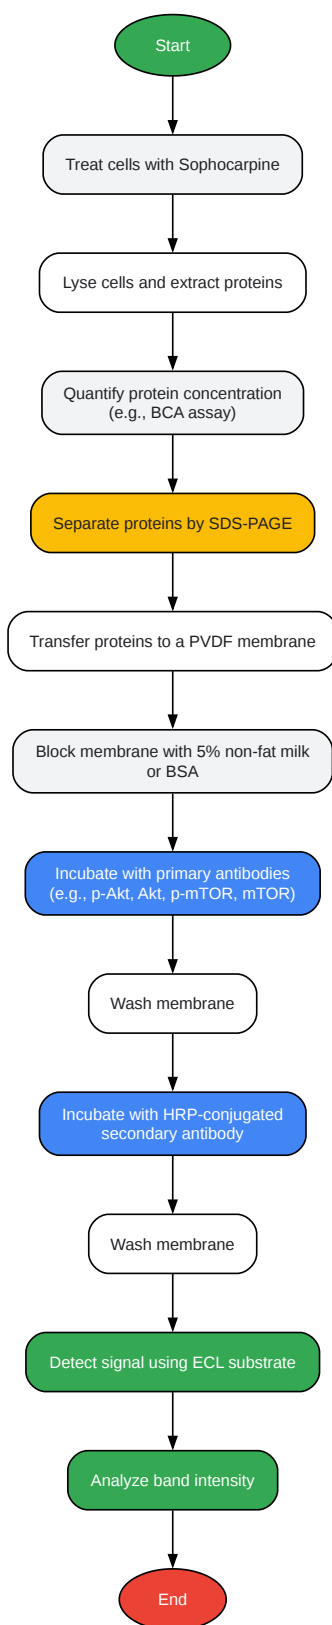 Start
Treat cells with Sophocarpine
Lyse cells and extract proteins
Quantify protein concentration
(e.g., BCA assay)
Separate proteins by SDS-PAGE
Transfer proteins to a PVDF membrane
Block membrane with 5% non-fat milk
or BSA
Incubate with primary antibodies
(e.g., p-Akt, Akt, p-mTOR, mTOR)
Wash membrane
Incubate with HRP-conjugated
secondary antibody
Wash membrane
Detect signal using ECL substrate
Analyze band intensity
End